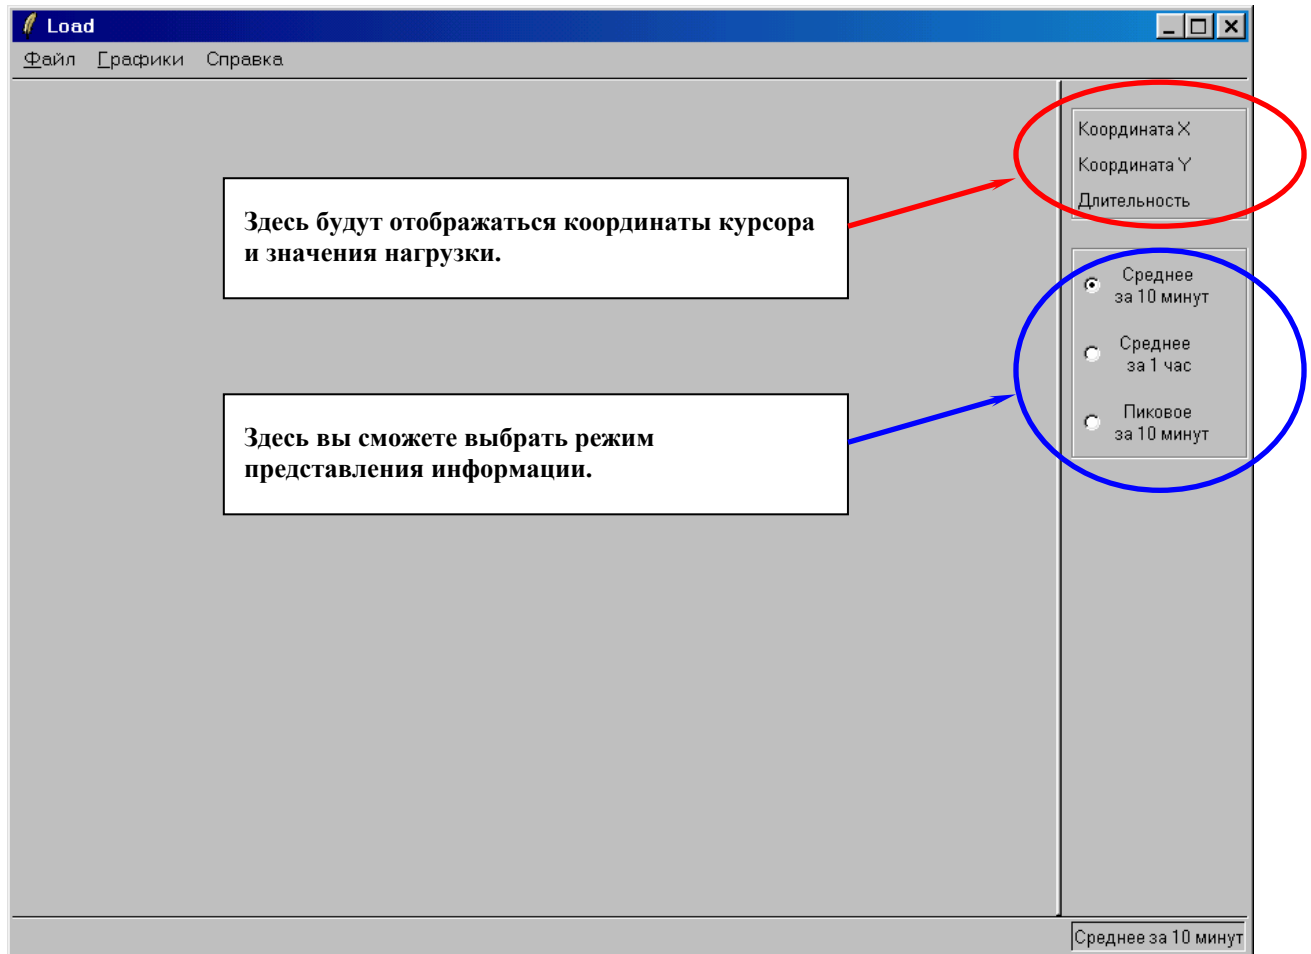 Load
Файл Графики Справка
Координата X
Координата Y
Длительность
Здесь будут отображаться координаты курсора
и значения нагрузки.
Среднее
за 10 минут
Среднее
за 1 час
Пиковое
за 10 минут
Здесь вы сможете выбрать режим
представления информации.
Среднее за 10 минут